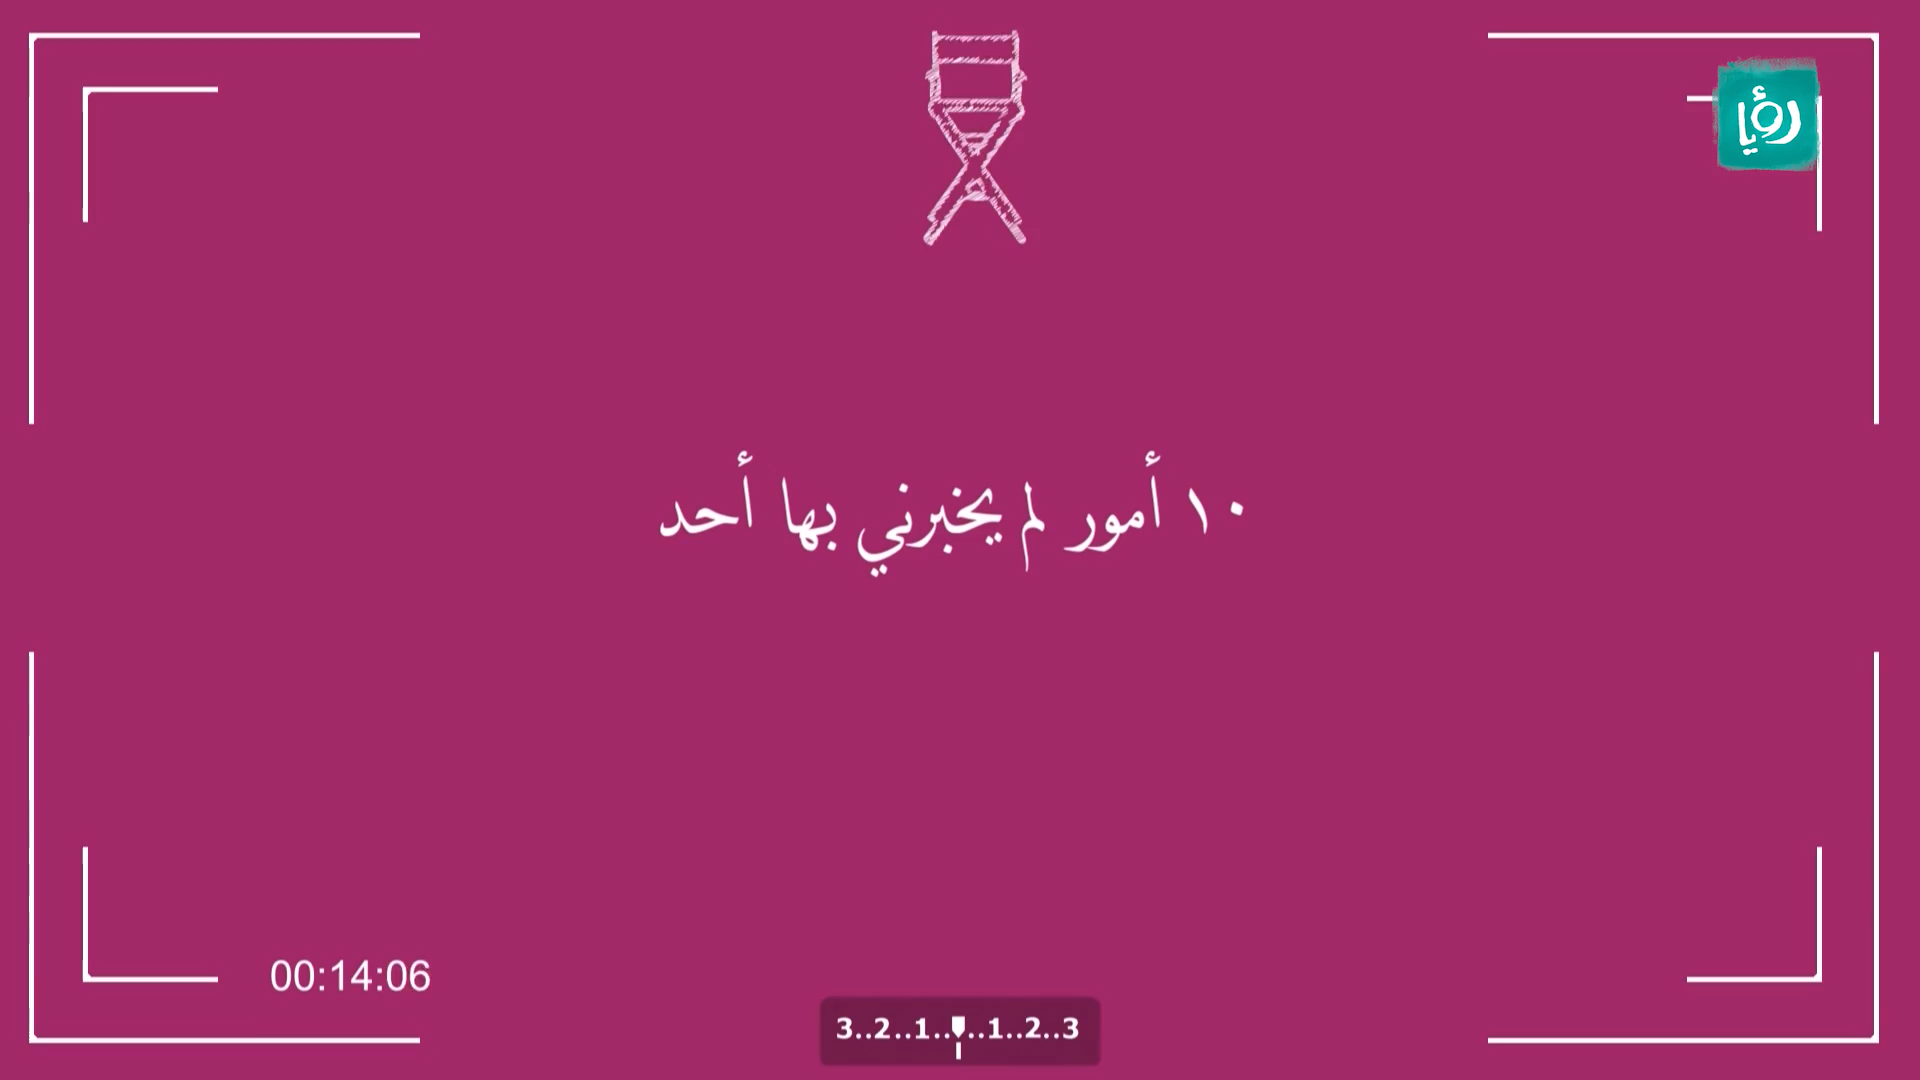 رؤيا
١٠ أمور لم يخبرني بها أحد
00:14:06
3..2..1....1..2..3